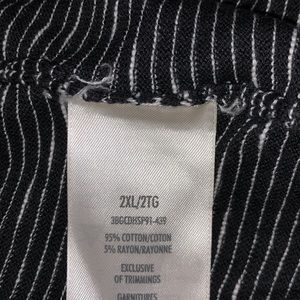 2XL/2TG
3BGCDHSP91-439
95% COTTON/COTON
5% RAYON/RAYONNE
EXCLUSIVE
OF TRIMMINGS
GARNITURES